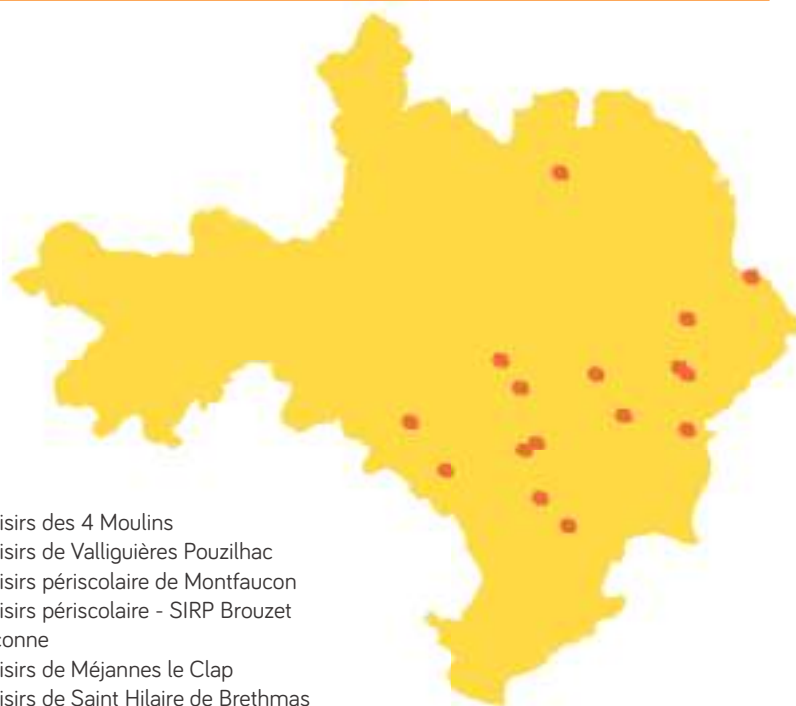 isirs des 4 Moulins
isirs de Valliguières Pouzilhac
isirs périscolaire de Montfaucon
isirs périscolaire - SIRP Brouzet
conne
isirs de Méjannes le Clap
isirs de Saint Hilaire de Brethmas